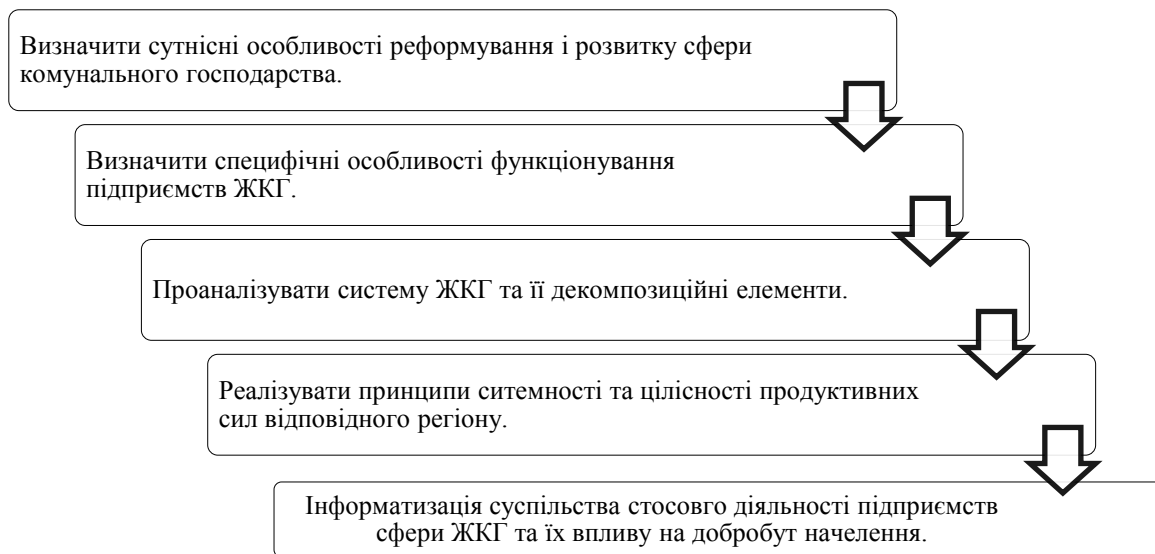 Визначити сутнісні особливості реформування і розвитку сфери
комунального господарства.
Визначити специфічні особливості функціонування
підприємств ЖКГ.
Проаналізувати систему ЖКГ та її декомпозиційні елементи.
Реалізувати принципи ситемності та цілісності продуктивних
сил відповідного регіону.
Інформатизація суспільства стосовго діяльності підприємств
сфери ЖКГ та їх впливу на добробут начелення.